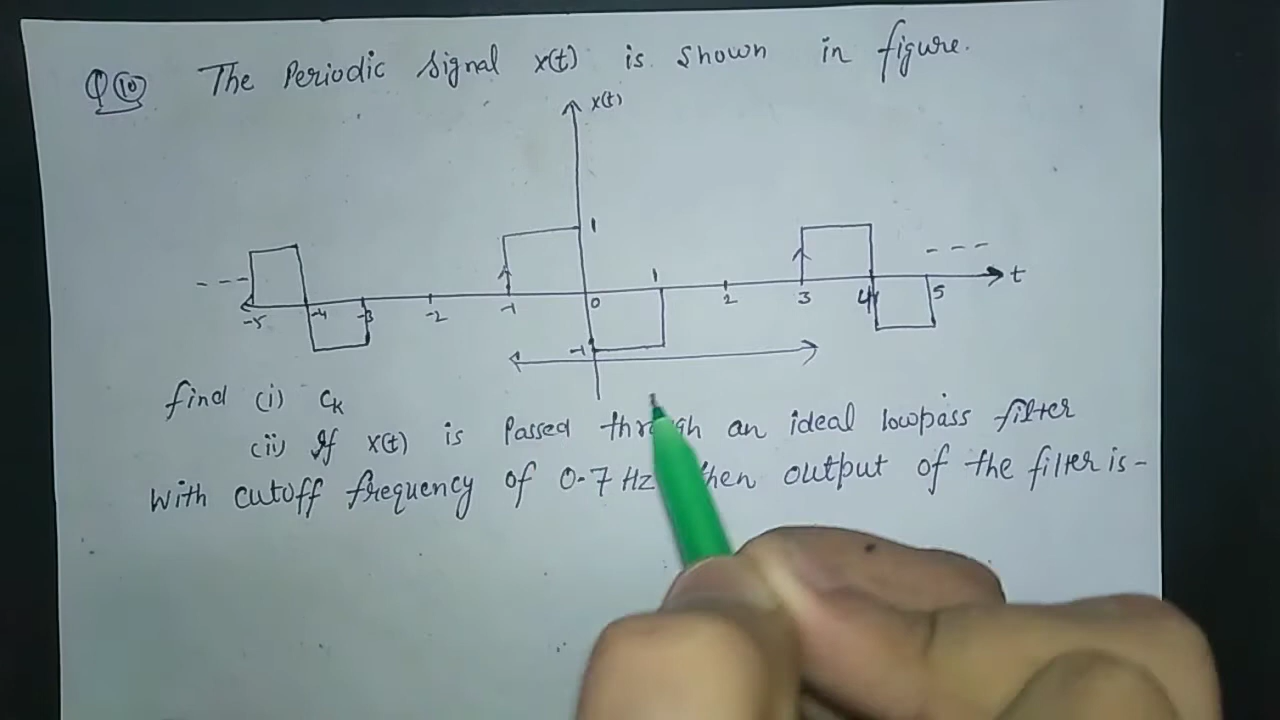 Q(10) The Periodic Signal x(t) is shown in figure.
x(t)
1
1
-5 -4 -3 -2 -1 0 2 3 4 5 t
-1
find (i) CK
(ii) If x(t) is Passed through an ideal lowpass filter
with cutoff frequency of 0.7 Hz then output of the filter is-